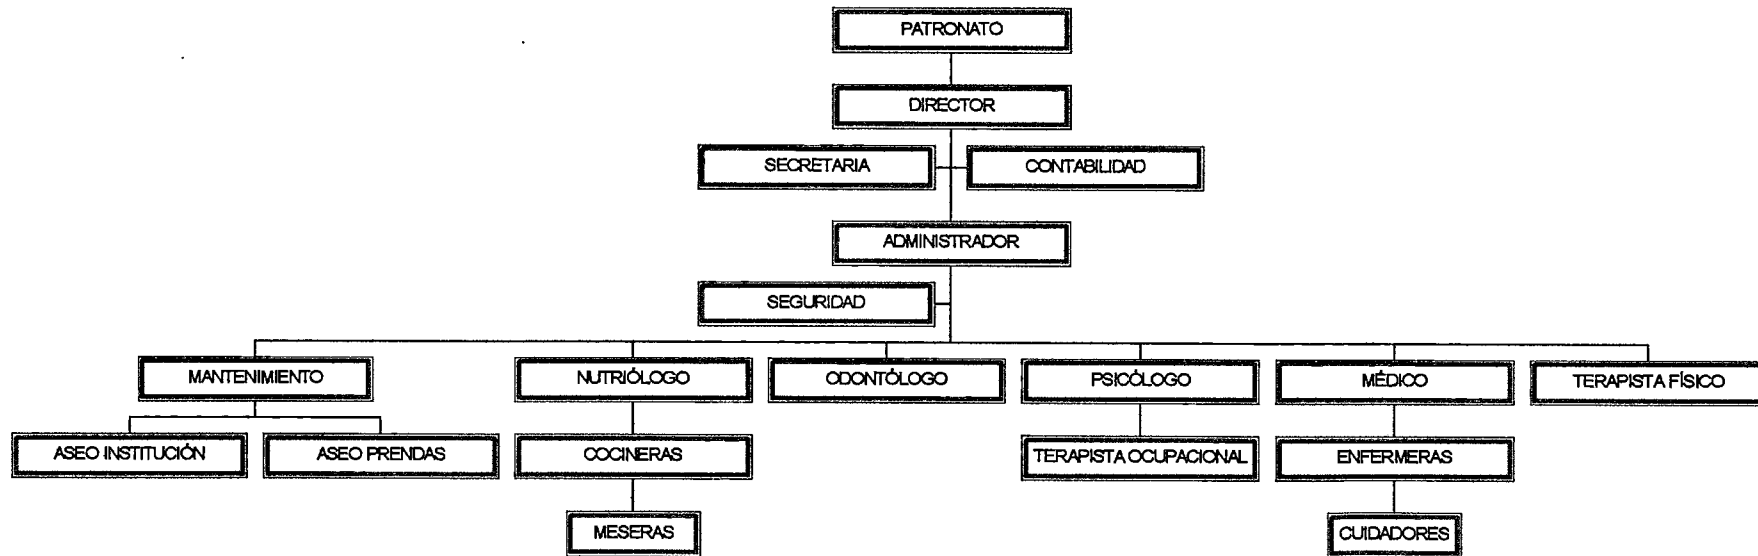 PATRONATO
DIRECTOR
SECRETARIA
CONTABILIDAD
ADMINISTRADOR
SEGURIDAD
MANTENIMIENTO
NUTRIÓLOGO
ODONTÓLOGO
PSICÓLOGO
MÉDICO
TERAPISTA FÍSICO
ASEO INSTITUCIÓN
ASEO PRENDAS
COCINERAS
TERAPISTA OCUPACIONAL
ENFERMERAS
MESERAS
CUIDADORES